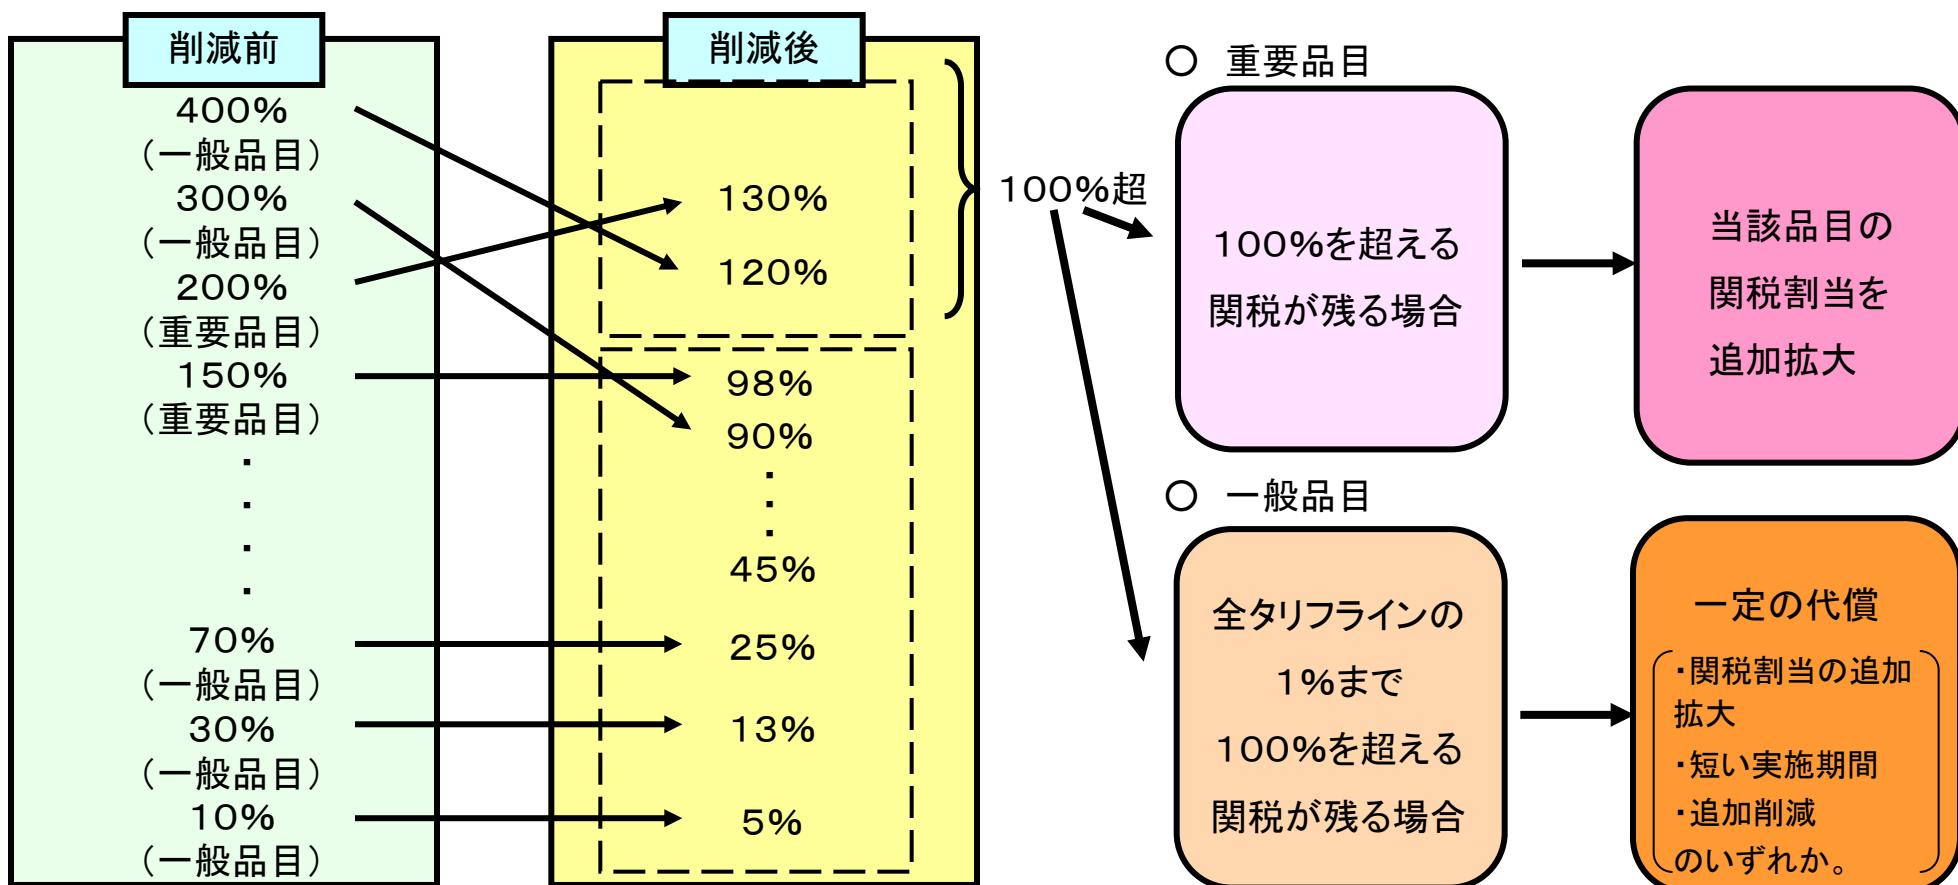 削減前
400%
（一般品目）
300%
（一般品目）
200%
（重要品目）
150%
（重要品目）
・
・
・
・
70%
（一般品目）
30%
（一般品目）
10%
（一般品目）
削減後
130%
120%
98%
90%
・
・
・
45%
25%
13%
5%
100%超
○　重要品目
100%を超える
関税が残る場合
当該品目の
関税割当を
追加拡大
○　一般品目
全タリフラインの
1%まで
100%を超える
関税が残る場合
一定の代償
・関税割当の追加
拡大
・短い実施期間
・追加削減
のいずれか。